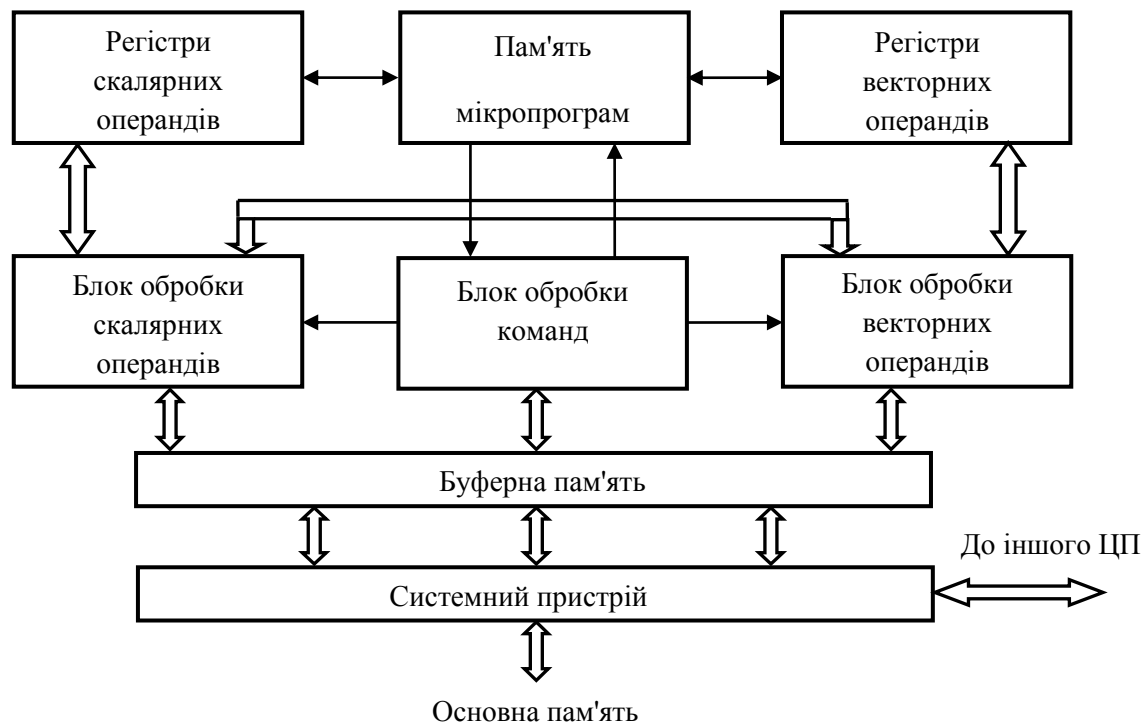 Регістри
скалярних
операндів
Пам'ять
мікропрограм
Регістри
векторних
операндів
Блок обробки
скалярних
операндів
Блок обробки
команд
Блок обробки
векторних
операндів
Буферна пам'ять
До іншого ЦП
Системний пристрій
Основна пам'ять